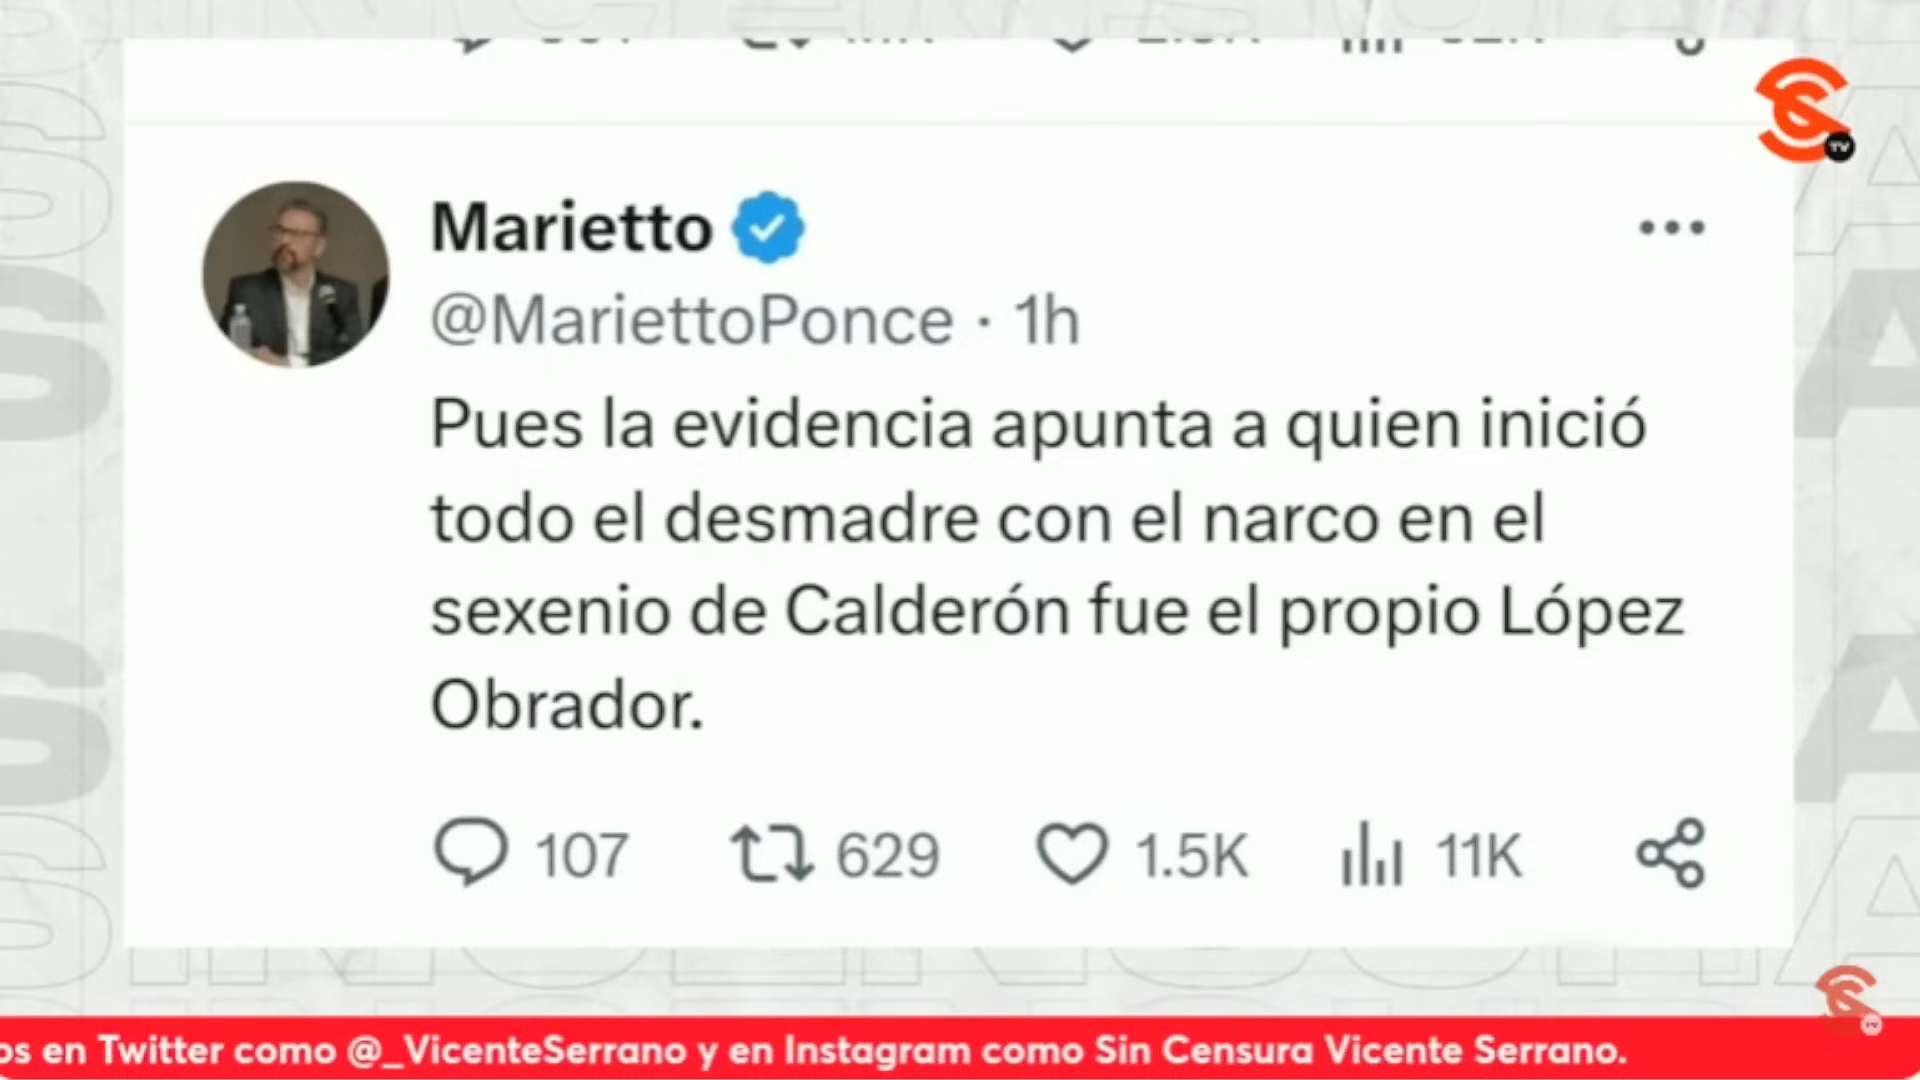 Marietto
@MariettoPonce · 1h
Pues la evidencia apunta a quien inició
todo el desmadre con el narco en el
sexenio de Calderón fue el propio López
Obrador.
107 629 1.5K 11K
TV
TV
os en Twitter como @_VicenteSerrano y en Instagram como Sin Censura Vicente Serrano.